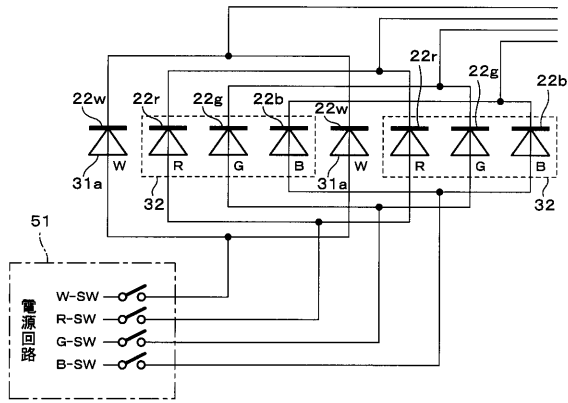 22r
22g
22b
22w 22r 22g 22b 22w
W R G B W R G B
31a 32 31a 32
51
電源回路
W-SW
R-SW
G-SW
B-SW